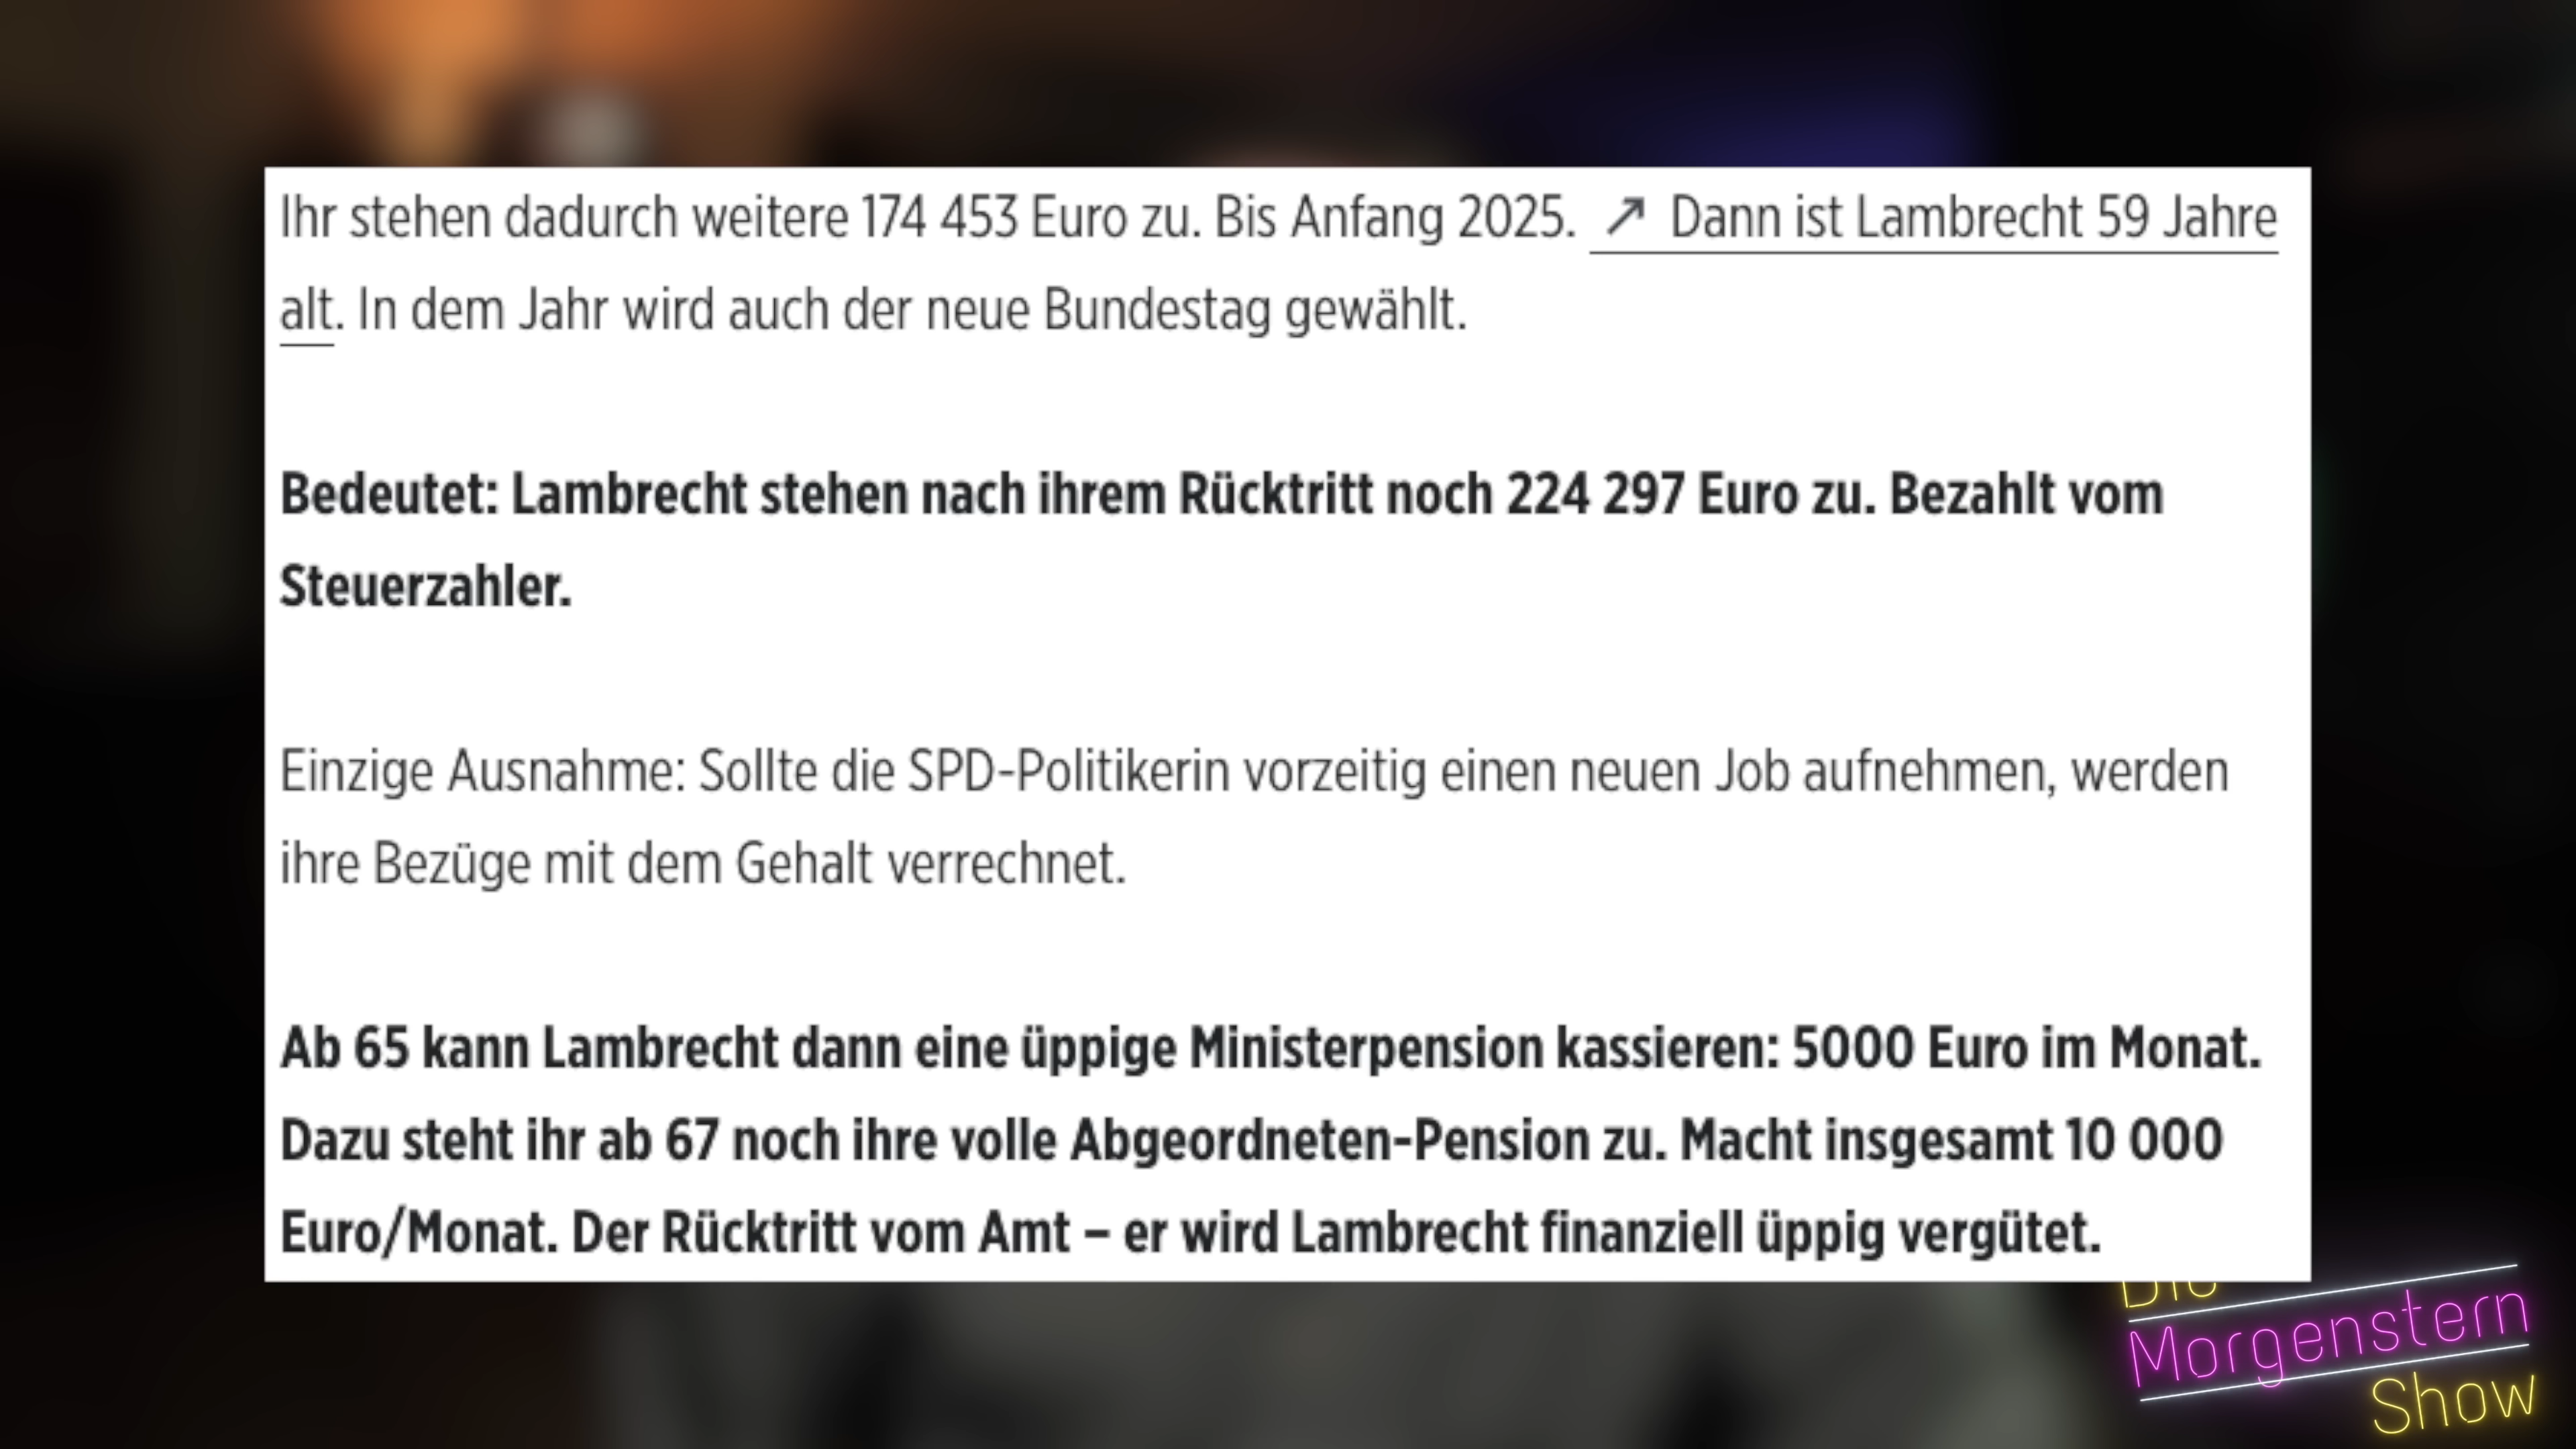 Ihr stehen dadurch weitere 174 453 Euro zu. Bis Anfang 2025. ↗ Dann ist Lambrecht 59 Jahre
alt. In dem Jahr wird auch der neue Bundestag gewählt.
Bedeutet: Lambrecht stehen nach ihrem Rücktritt noch 224 297 Euro zu. Bezahlt vom
Steuerzahler.
Einzige Ausnahme: Sollte die SPD-Politikerin vorzeitig einen neuen Job aufnehmen, werden
ihre Bezüge mit dem Gehalt verrechnet.
Ab 65 kann Lambrecht dann eine üppige Ministerpension kassieren: 5000 Euro im Monat.
Dazu steht ihr ab 67 noch ihre volle Abgeordneten-Pension zu. Macht insgesamt 10 000
Euro/Monat. Der Rücktritt vom Amt – er wird Lambrecht finanziell üppig vergütet.
Die
Morgenstern
Show